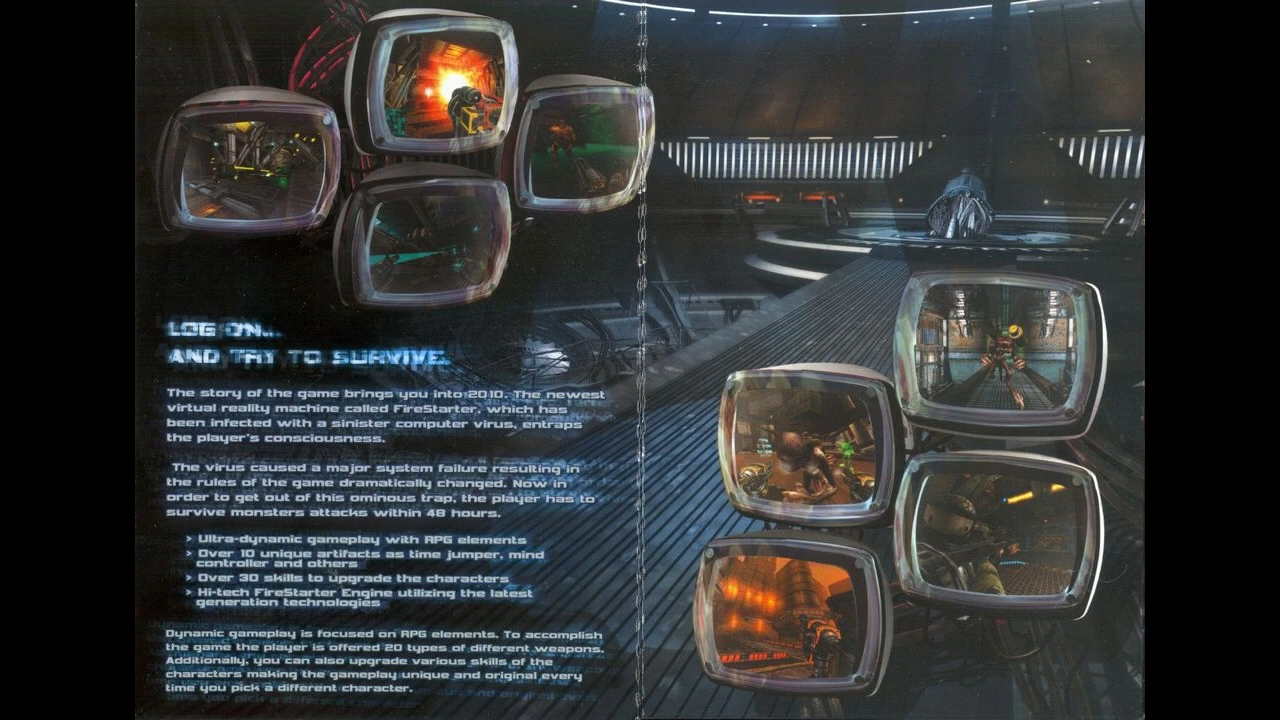 LOG ON...
AND TRY TO SURVIVE.
The story of the game brings you into 2010. The newest
virtual reality machine called FireStarter, which has
been infected with a sinister computer virus, entraps
the player's consciousness.
The virus caused a major system failure resulting in
the rules of the game dramatically changed. Now in
order to get out of this ominous trap, the player has to
survive monsters attacks within 48 hours.
> Ultra-dynamic gameplay with RPG elements
> Over 10 unique artifacts as time jumper, mind
controller and others
> Over 30 skills to upgrade the characters
> Hi-tech FireStarter Engine utilizing the latest
generation technologies
Dynamic gameplay is focused on RPG elements. To accomplish
the game the player is offered 20 types of different weapons.
Additionally, you can also upgrade various skills of the
characters making the gameplay unique and original every
time you pick a different character.